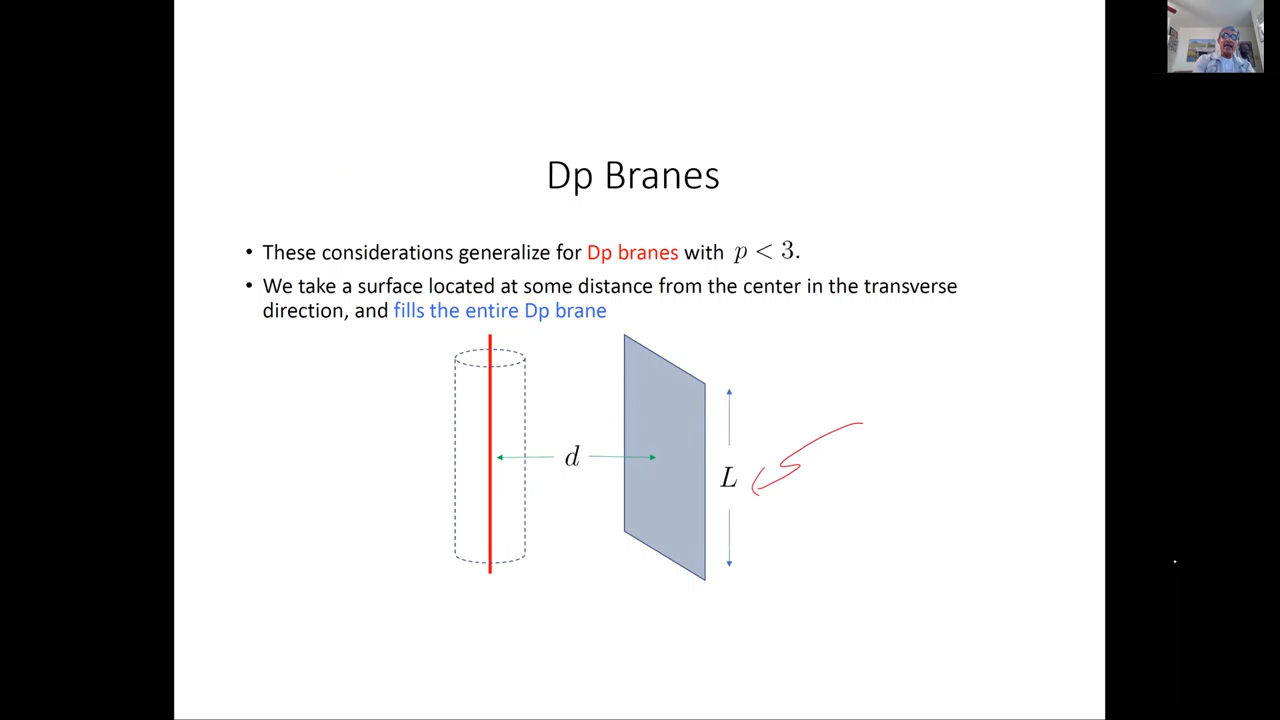 Dp Branes
• These considerations generalize for Dp branes with p < 3.
• We take a surface located at some distance from the center in the transverse
direction, and fills the entire Dp brane
d
L